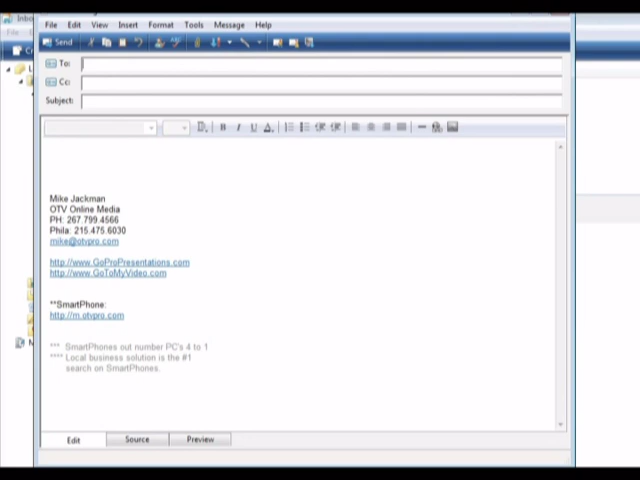 Inbo
File Edit View Insert Format Tools Message Help
Send
To:
Cc:
Subject:
B I U A
Mike Jackman
OTV Online Media
PH: 267.799.4566
Phila: 215.475.6030
mike@otvpro.com
http://www.GoProPresentations.com
http://www.GoToMyVideo.com
**SmartPhone:
http://m.otvpro.com
*** SmartPhones out number PC's 4 to 1
**** Local business solution is the #1
search on SmartPhones.
Edit Source Preview